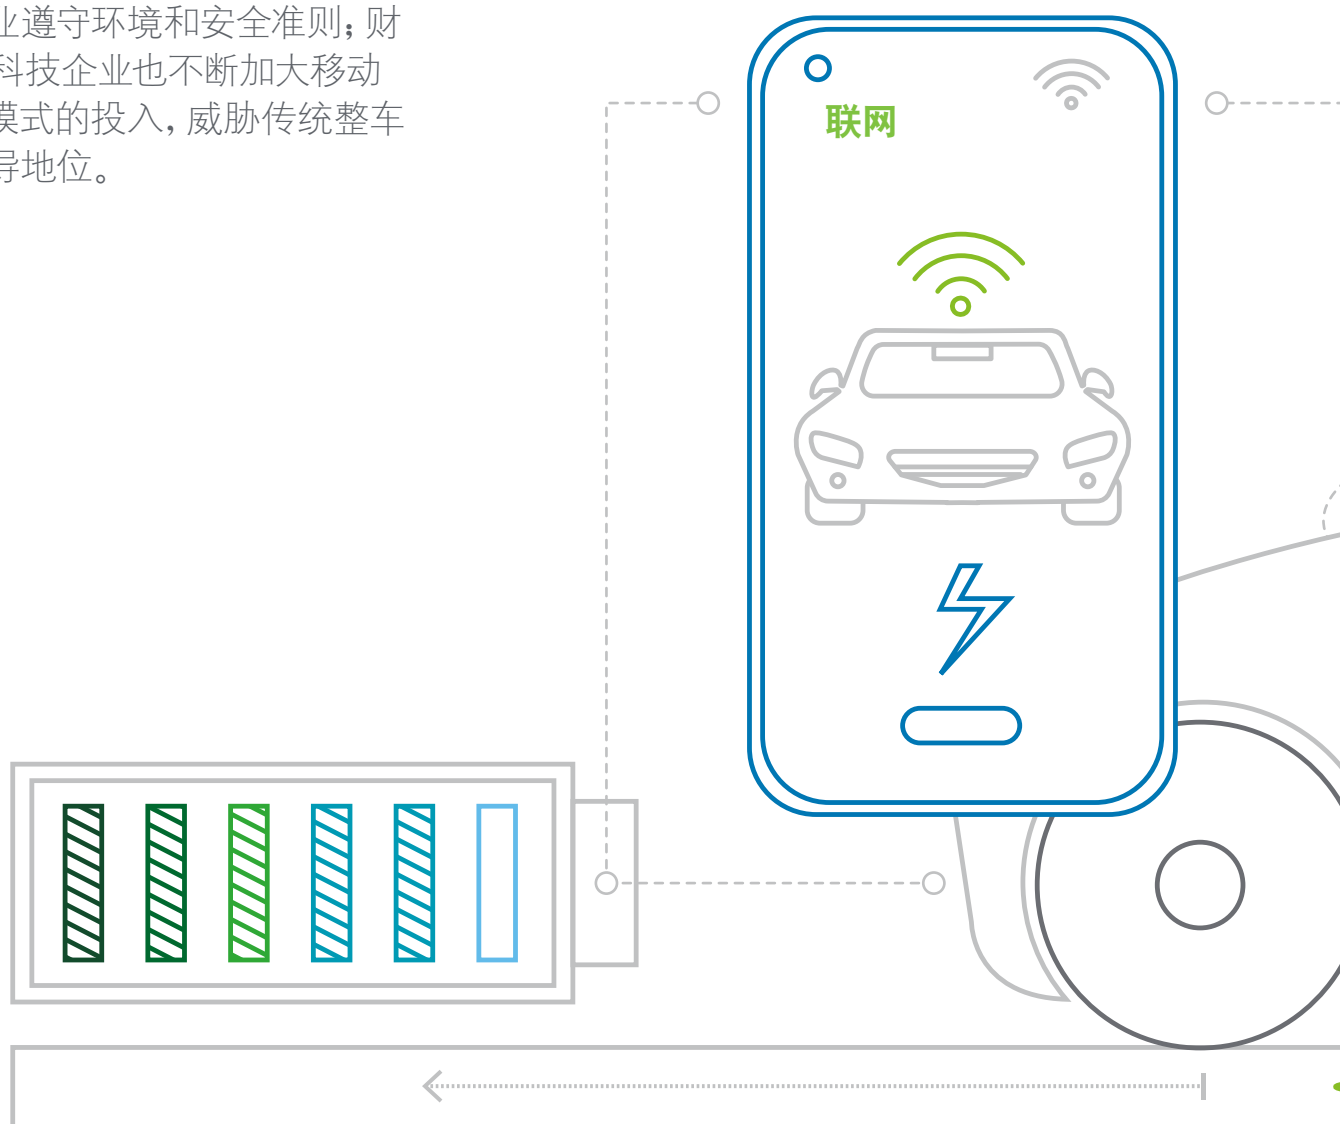 业遵守环境和安全准则；财
科技企业也不断加大移动
模式的投入，威胁传统整车
导地位。
联网